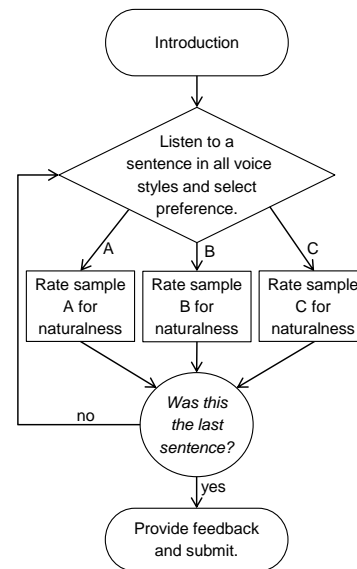 Introduction
Listen to a
sentence in all voice
styles and select
preference.
A
B
C
Rate sample
A for
naturalness
Rate sample
B for
naturalness
Rate sample
C for
naturalness
Was this
the last
sentence?
no
yes
Provide feedback
and submit.